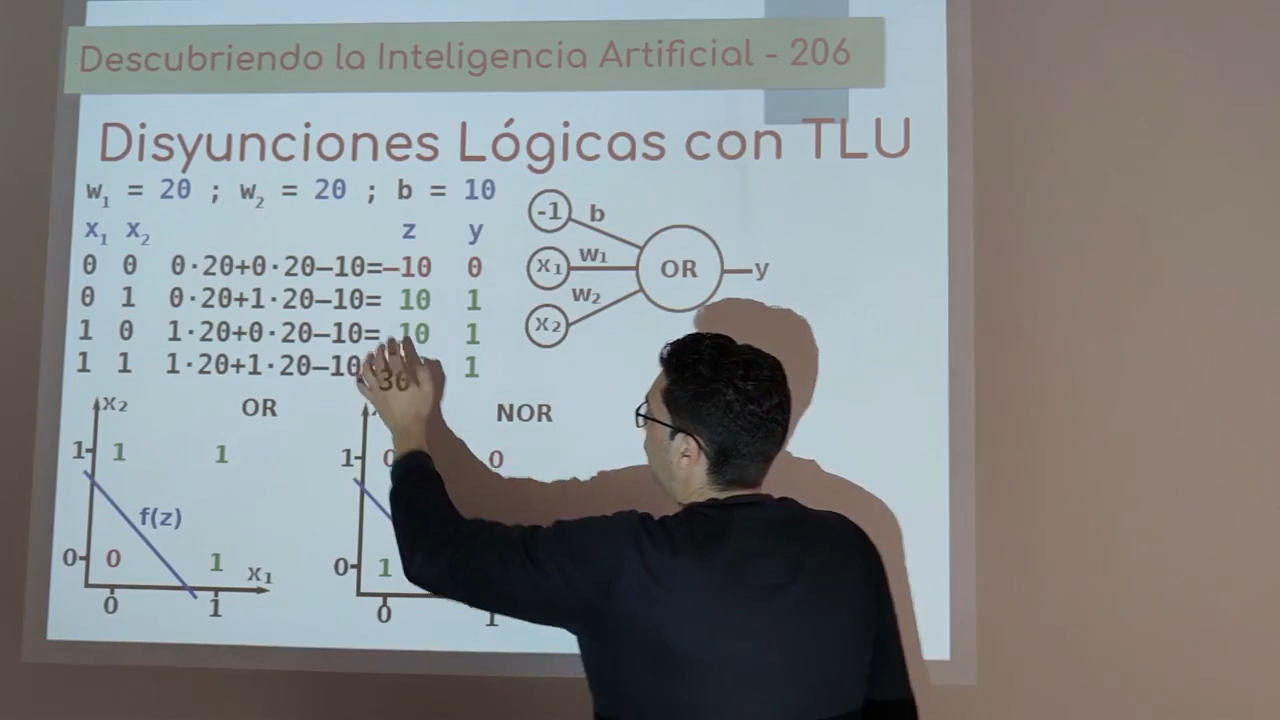 Descubriendo la Inteligencia Artificial - 206
Disyunciones Lógicas con TLU
w₁ = 20 ; w₂ = 20 ; b = 10
x₁ x₂ z y
0 0 0·20+0·20−10=−10 0
0 1 0·20+1·20−10= 10 1
1 0 1·20+0·20−10= 10 1
1 1 1·20+1·20−10 30 1
-1 b
x₁ w₁ OR y
w₂
x₂
x₂ OR
1 1 1
f(z)
0 0 1 x₁
0 1
NOR
1 0 0
0 1
0 1